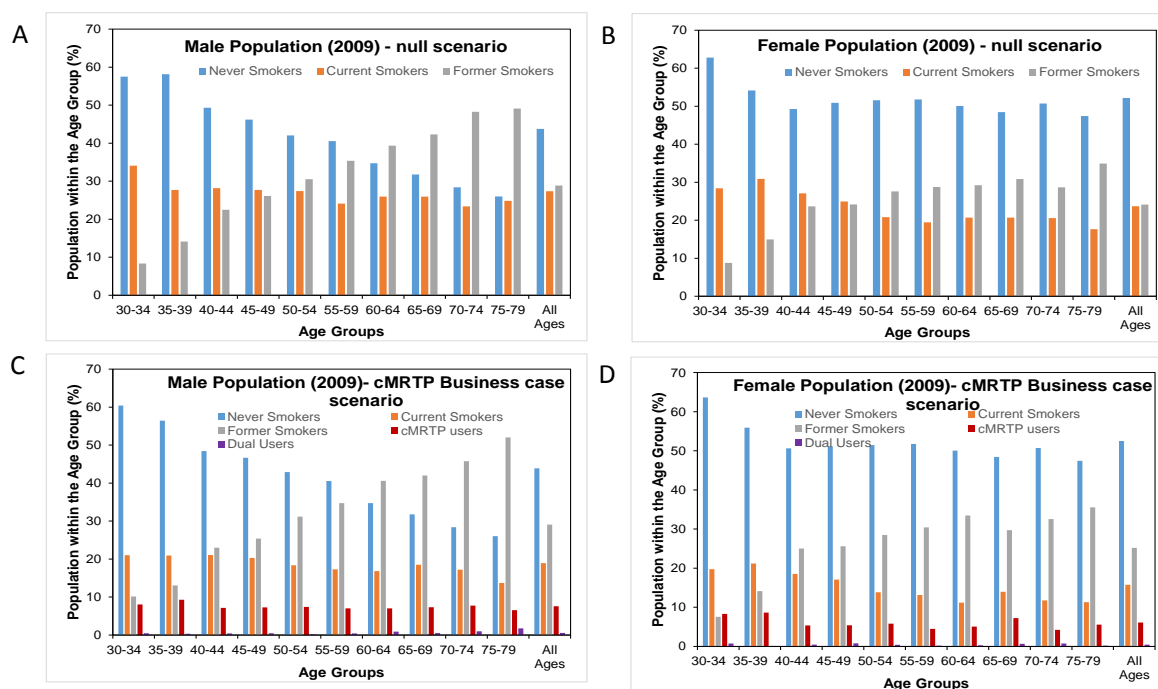 A
Male Population (2009) - null scenario
Never Smokers Current Smokers Former Smokers
Population within the Age Group (%)
70
60
50
40
30
20
10
0
30-34 35-39 40-44 45-49 50-54 55-59 60-64 65-69 70-74 75-79 All
Ages
Age Groups
B
Female Population (2009) - null scenario
Never Smokers Current Smokers Former Smokers
Population within the Age Group (%)
70
60
50
40
30
20
10
0
30-34 35-39 40-44 45-49 50-54 55-59 60-64 65-69 70-74 75-79 All
Ages
Age Groups
C
Male Population (2009)- cMRTP Business case
scenario
Never Smokers Current Smokers
Former Smokers cMRTP users
Dual Users
Population within the Age Group (%)
70
60
50
40
30
20
10
0
30-34 35-39 40-44 45-49 50-54 55-59 60-64 65-69 70-74 75-79 All
Ages
Age Groups
D
Female Population (2009)- cMRTP Business case
scenario
Never Smokers Current Smokers
Former Smokers cMRTP users
Dual Users
Population within the Age Group (%)
70
60
50
40
30
20
10
0
30-34 35-39 40-44 45-49 50-54 55-59 60-64 65-69 70-74 75-79 All
Ages
Age Groups